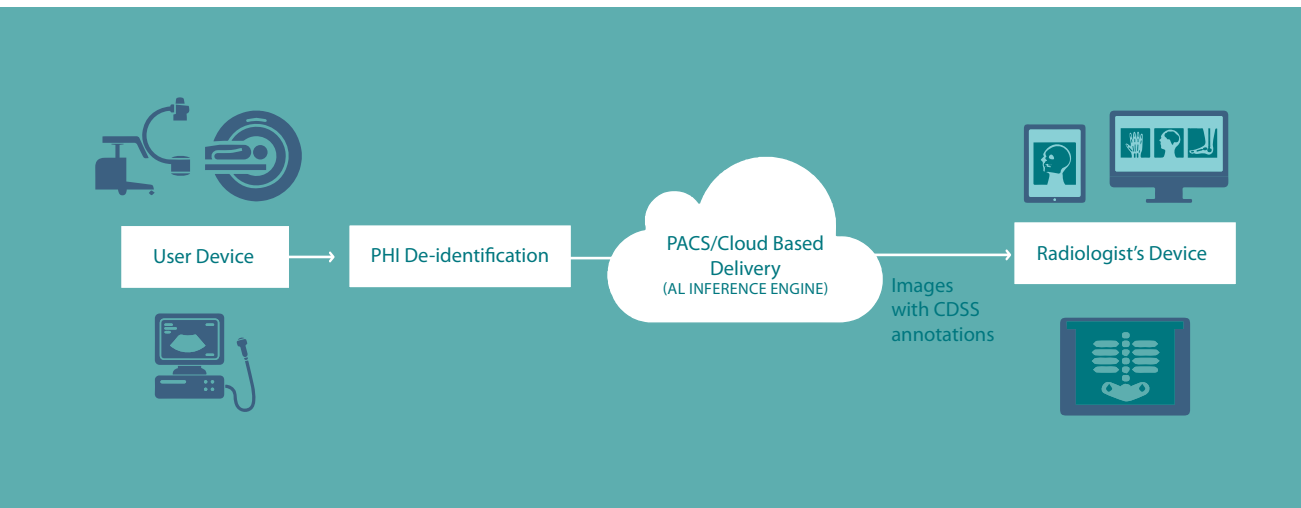 User Device
PHI De-identification
PACS/Cloud Based
Delivery
(AL INFERENCE ENGINE)
Images
with CDSS
annotations
Radiologist's Device